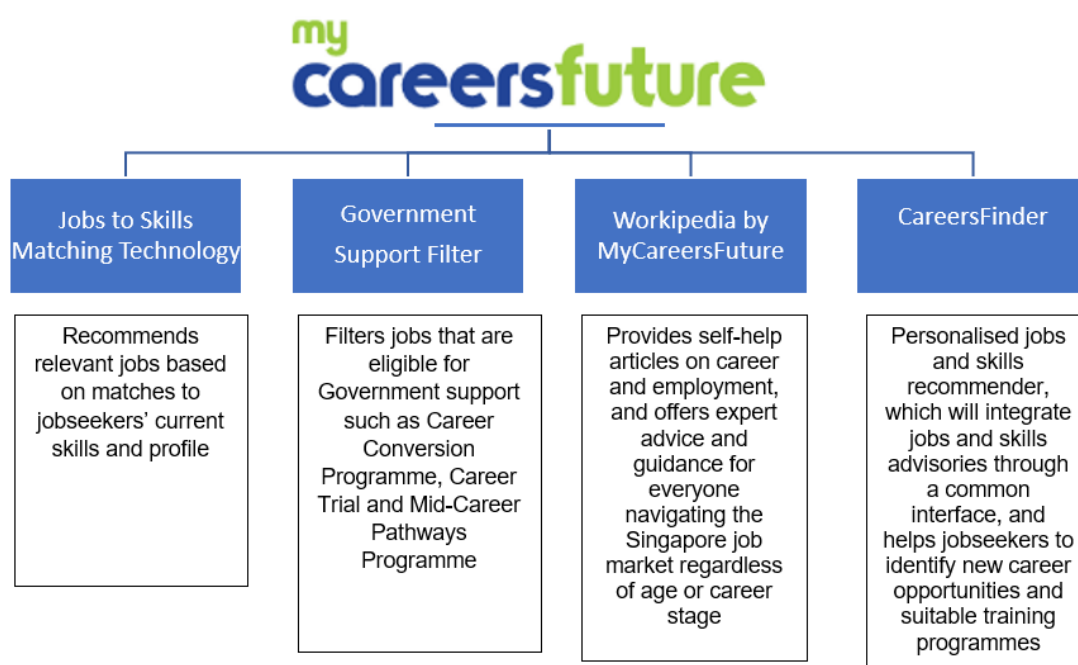 my
careersfuture
Jobs to Skills
Matching Technology
Government
Support Filter
Workipedia by
MyCareersFuture
CareersFinder
Recommends
relevant jobs based
on matches to
jobseekers’ current
skills and profile
Filters jobs that are
eligible for
Government support
such as Career
Conversion
Programme, Career
Trial and Mid-Career
Pathways
Programme
Provides self-help
articles on career
and employment,
and offers expert
advice and
guidance for
everyone
navigating the
Singapore job
market regardless
of age or career
stage
Personalised jobs
and skills
recommender,
which will integrate
jobs and skills
advisories through
a common
interface, and
helps jobseekers to
identify new career
opportunities and
suitable training
programmes